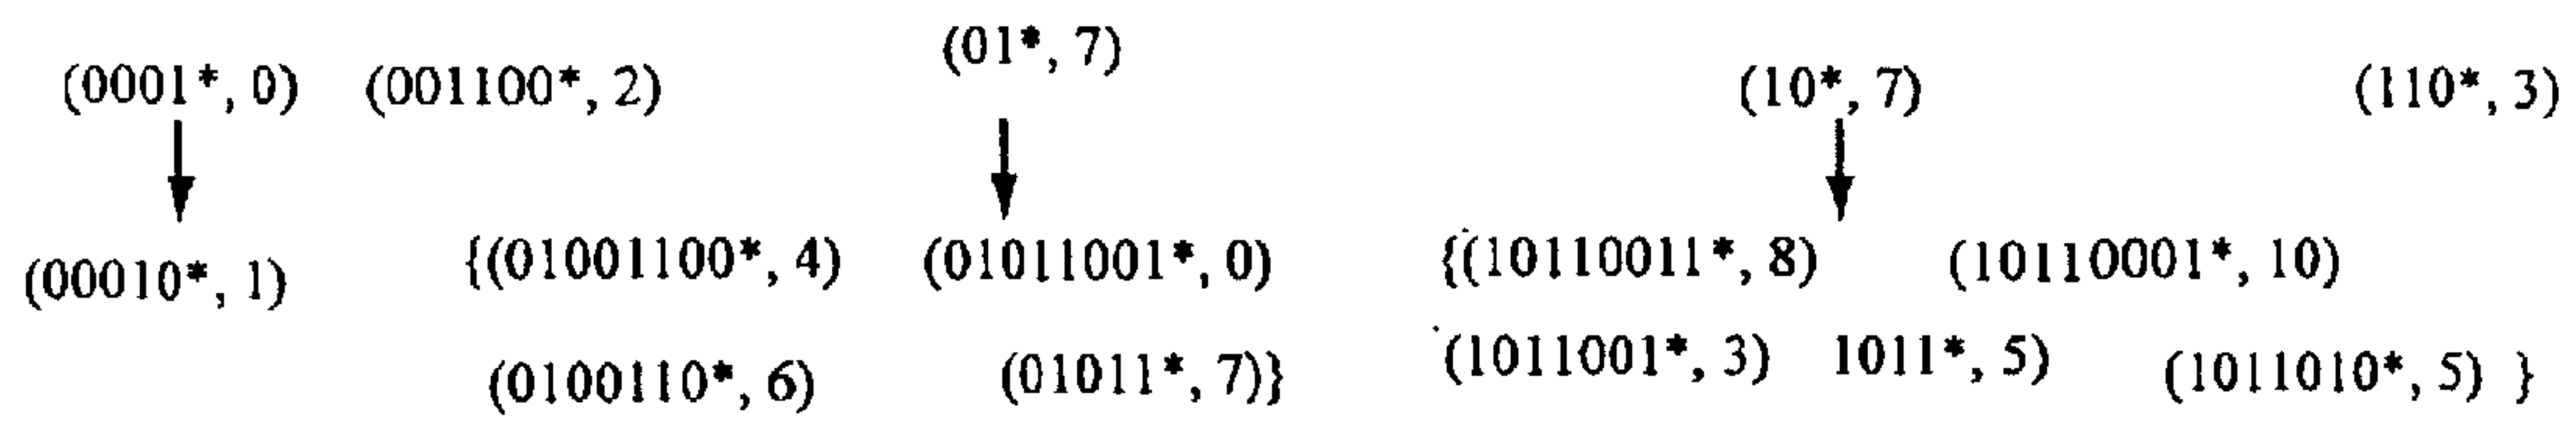 (0001*, 0) (001100*, 2) (01*, 7) (10*, 7) (110*, 3)
(00010*, 1) {(01001100*, 4) (01011001*, 0) {(10110011*, 8) (10110001*, 10)
(0100110*, 6) (01011*, 7)} (1011001*, 3) 1011*, 5) (1011010*, 5) }